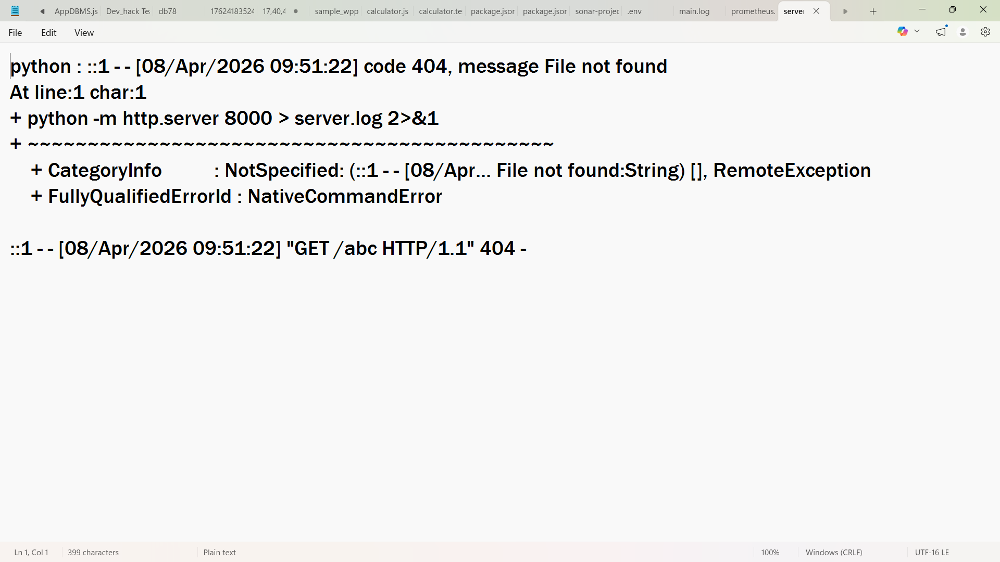 AppDBMS.js Dev_hack Te db78 17624183524 17,40,4 sample_wpp calculator.js calculator.te package.jsor package.jsor sonar-projec .env main.log prometheus. serve
File Edit View
python : ::1 - - [08/Apr/2026 09:51:22] code 404, message File not found
At line:1 char:1
+ python -m http.server 8000 > server.log 2>&1
+ ~~~~~~~~~~~~~~~~~~~~~~~~~~~~~~~~~~~~~~~~~~~~
+ CategoryInfo : NotSpecified: (::1 - - [08/Apr... File not found:String) [], RemoteException
+ FullyQualifiedErrorId : NativeCommandError
::1 - - [08/Apr/2026 09:51:22] "GET /abc HTTP/1.1" 404 -
Ln 1, Col 1 399 characters Plain text 100% Windows (CRLF) UTF-16 LE